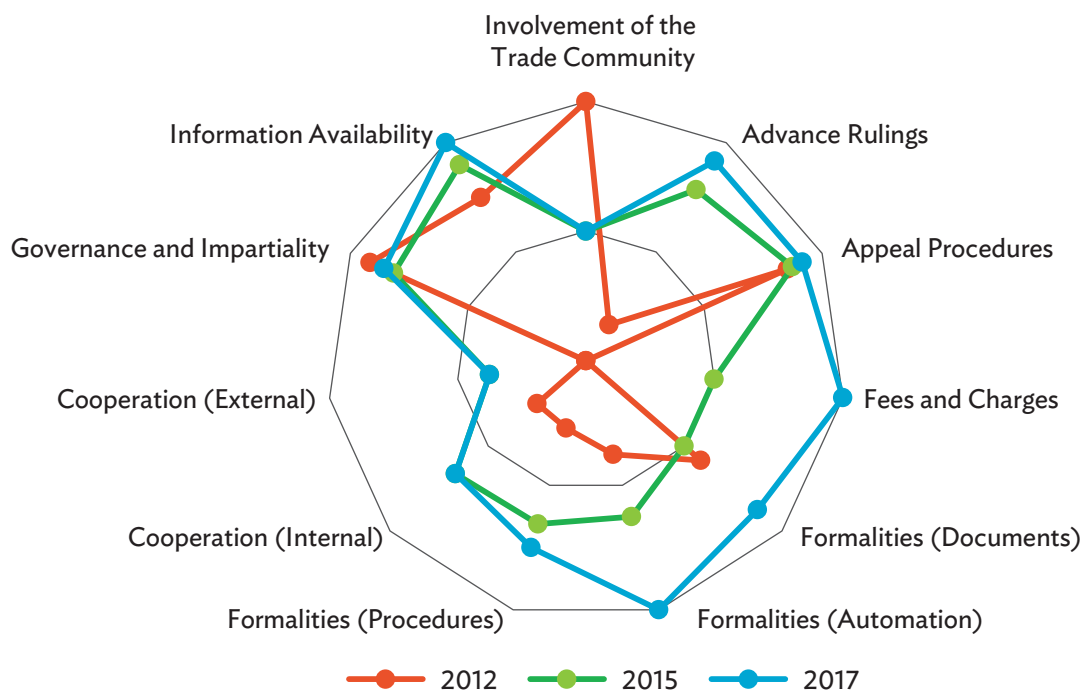 Involvement of the
Trade Community
Information Availability
Advance Rulings
Governance and Impartiality
Appeal Procedures
Cooperation (External)
Fees and Charges
Cooperation (Internal)
Formalities (Documents)
Formalities (Procedures)
Formalities (Automation)
2012
2015
2017